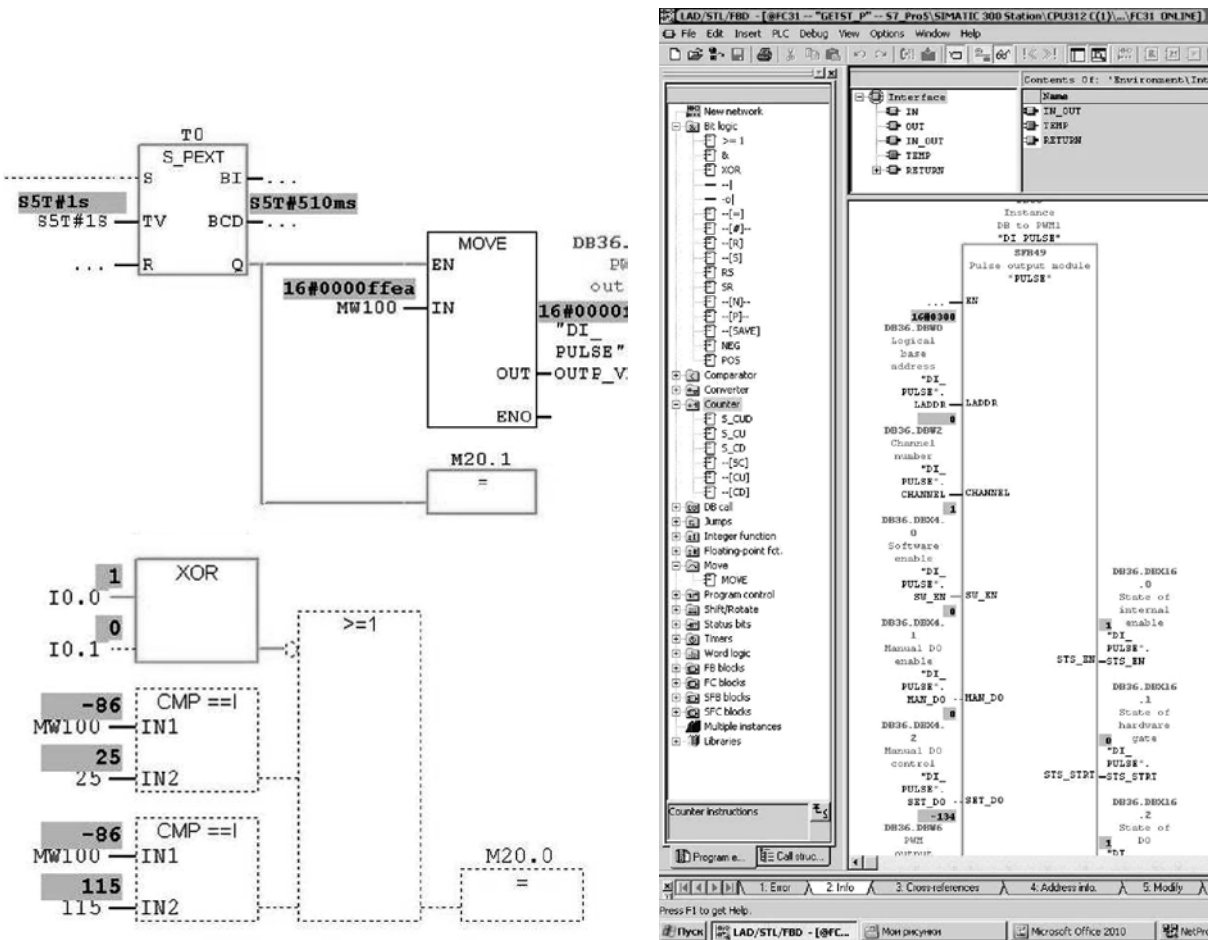 T0
S_PEXT
S BI ...
S5T#1s S5T#510ms
S5T#1S TV BCD ...
... R Q
MOVE
DB36.
EN
16#0000ffea out
MW100 IN
"DI_
PULSE"
OUT
ENO
M20.1
=
XOR
1
I0.0
0
I0.1
>=1
CMP ==I
-86
MW100 IN1
25
25 IN2
CMP ==I
-86
MW100 IN1
115
115 IN2
M20.0
=
LAD/STL/FBD - [@FC31 -- "GETST_P" -- S7_Pro5\SIMATIC 300 Station\CPU312 C((1)\...\FC31 ONLINE]
File Edit Insert PLC Debug View Options Window Help
New network
Bit logic
>=1
&
XOR
--|
-o|
--[=]
--[#]--
--[R]
--[S]
RS
SR
--[N]--
--[P]--
--[SAVE]
NEG
POS
Comparator
Converter
Counter
S_CUD
S_CU
S_CD
--[SC]
--[CU]
--[CD]
DB call
Jumps
Integer function
Floating-point fct.
Move
MOVE
Program control
Shift/Rotate
Status bits
Timers
Word logic
FB blocks
FC blocks
SFB blocks
SFC blocks
Multiple instances
Libraries
Counter instructions
Program e... Call struc...
Contents Of: 'Environment\Int
Interface
IN
OUT
IN_OUT
TEMP
RETURN
Name
IN_OUT
TEMP
RETURN
Instance
DB to PWM1
"DI_PULSE"
SFB49
Pulse output module
"PULSE"
... EN
16#0300
DB36.DBW0
Logical
base
address
"DI_
PULSE".
LADDR LADDR
0
DB36.DBW2
Channel
number
"DI_
PULSE".
CHANNEL CHANNEL
1
DB36.DBX4.
0
Software
enable
"DI_
PULSE".
SW_EN SW_EN
0
DB36.DBX4.
1
Manual DO
enable
"DI_
PULSE".
MAN_DO MAN_DO
0
DB36.DBX4.
2
Manual DO
control
"DI_
PULSE".
SET_DO SET_DO
-134
DB36.DBW6
PWM
output
DB36.DBX16
.0
State of
internal
1 enable
"DI_
PULSE".
STS_EN STS_EN
DB36.DBX16
.1
State of
hardware
0 gate
"DI_
PULSE".
STS_STRT STS_STRT
DB36.DBX16
.2
State of
1 DO
"DI_
1: Error 2: Info 3: Cross-references 4: Address info. 5: Modify
Press F1 to get Help.
Пуск LAD/STL/FBD - [@FC... Мои рисунки Microsoft Office 2010 NetPro